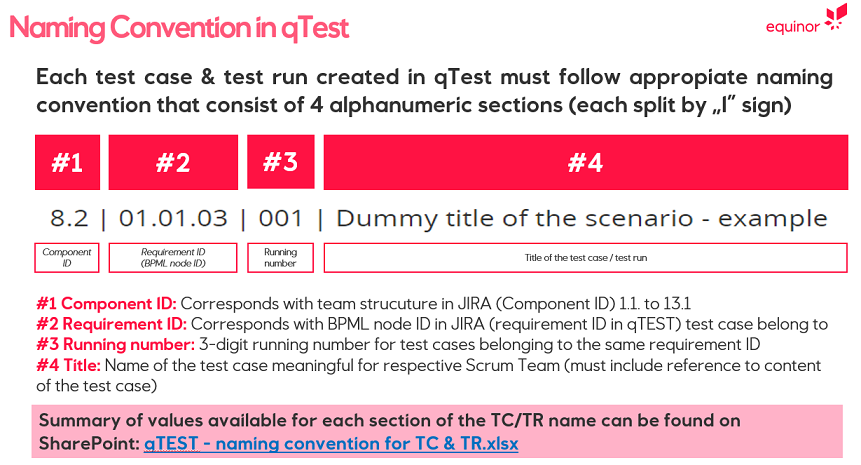 Naming Convention in qTest
equinor
Each test case & test run created in qTest must follow appropiate naming
convention that consist of 4 alphanumeric sections (each split by „I” sign)
#1 #2 #3 #4
8.2 | 01.01.03 | 001 | Dummy title of the scenario - example
Component
ID
Requirement ID
(BPML node ID)
Running
number
Title of the test case / test run
#1 Component ID: Corresponds with team strucuture in JIRA (Component ID) 1.1. to 13.1
#2 Requirement ID: Corresponds with BPML node ID in JIRA (requirement ID in qTEST) test case belong to
#3 Running number: 3-digit running number for test cases belonging to the same requirement ID
#4 Title: Name of the test case meaningful for respective Scrum Team (must include reference to content
of the test case)
Summary of values available for each section of the TC/TR name can be found on
SharePoint: qTEST - naming convention for TC & TR.xlsx